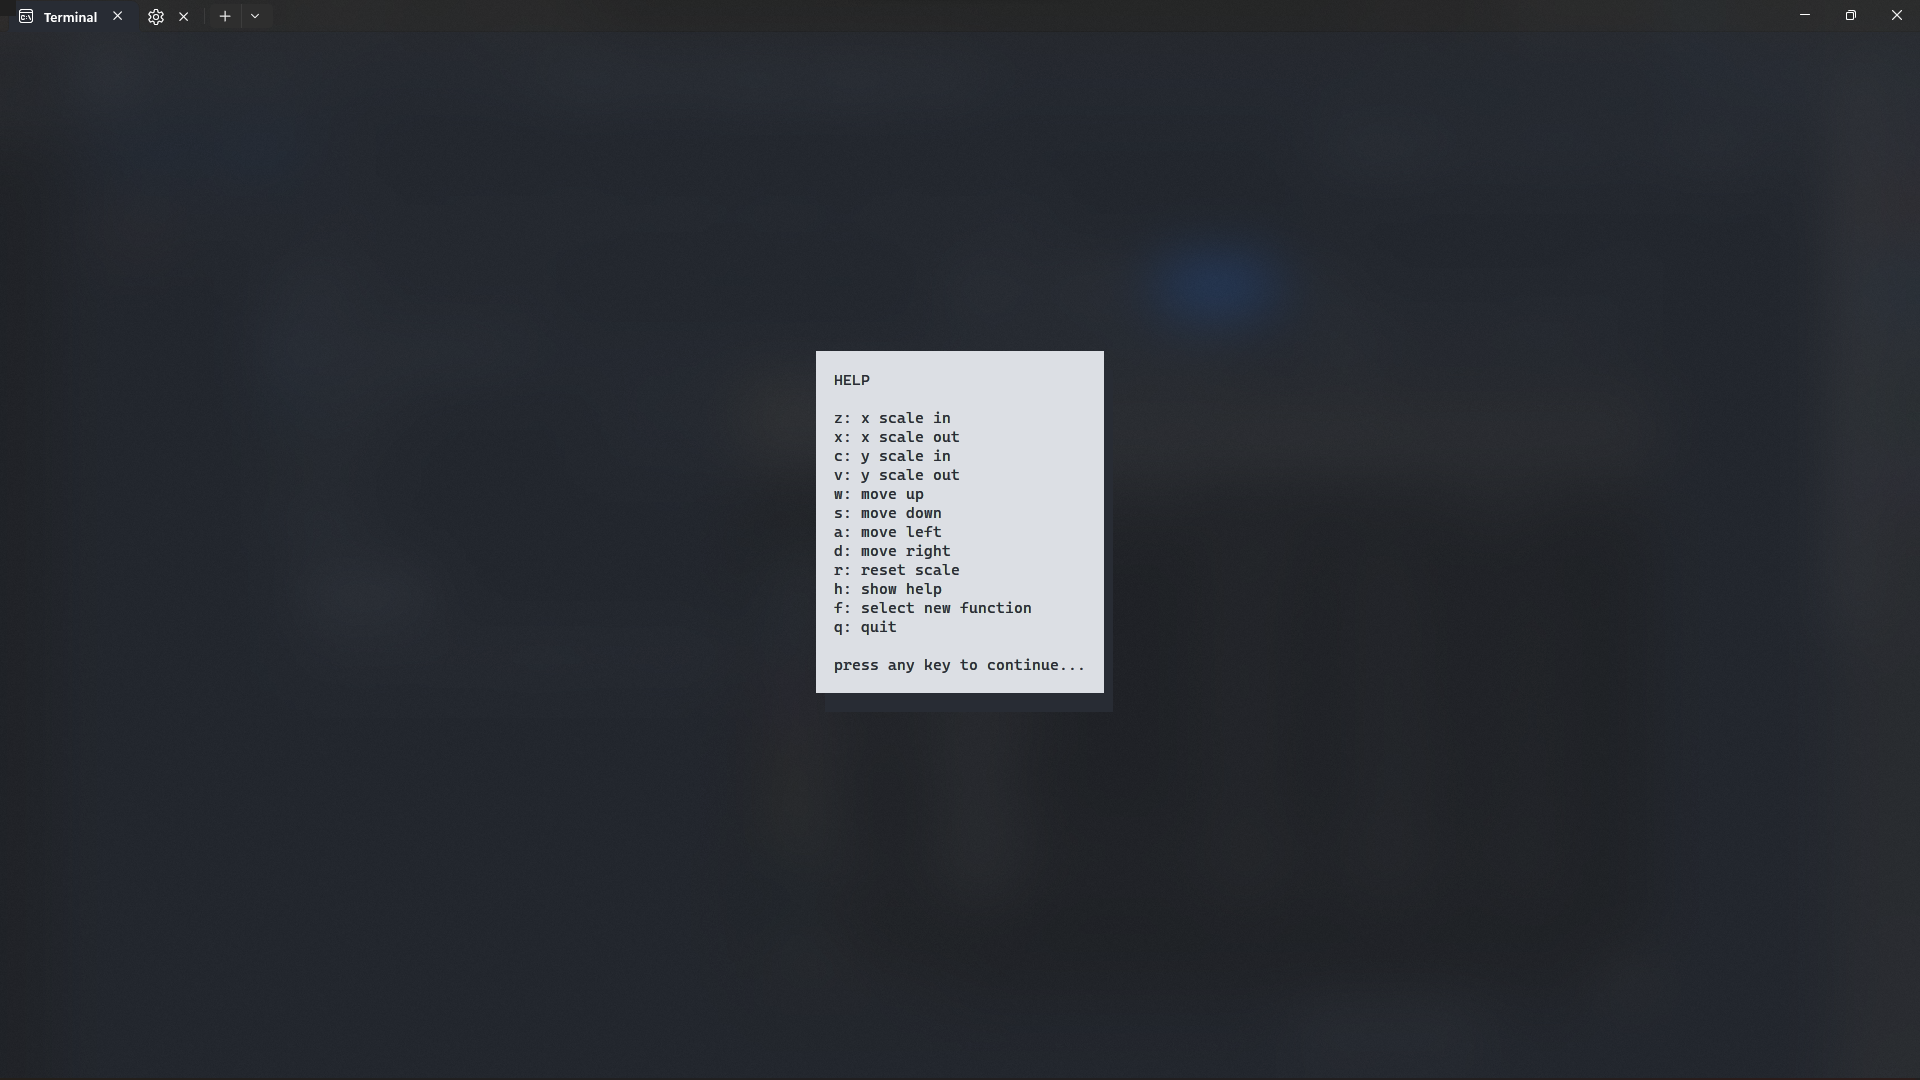 Terminal
HELP
z: x scale in
x: x scale out
c: y scale in
v: y scale out
w: move up
s: move down
a: move left
d: move right
r: reset scale
h: show help
f: select new function
q: quit
press any key to continue...